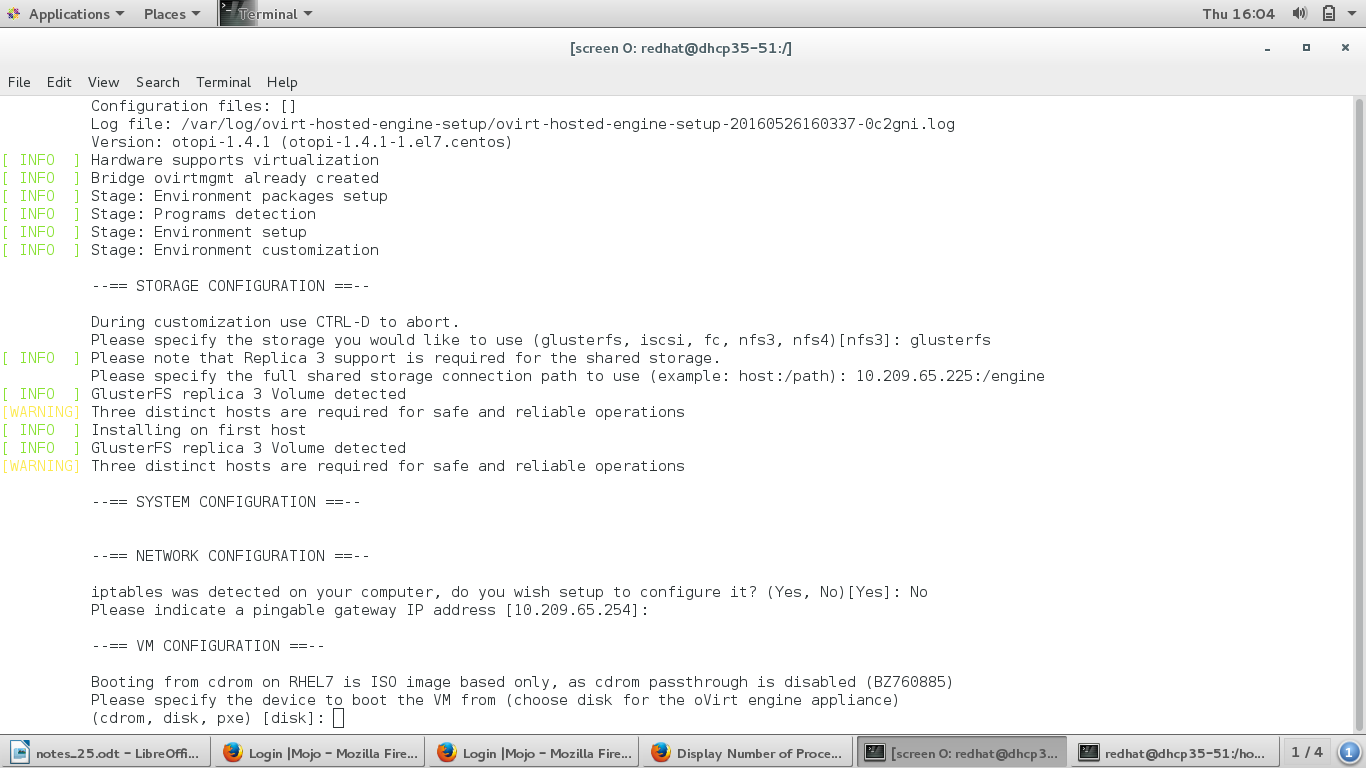 Applications Places Terminal Thu 16:04
[screen 0: redhat@dhcp35-51:/]
File Edit View Search Terminal Help
Configuration files: []
Log file: /var/log/ovirt-hosted-engine-setup/ovirt-hosted-engine-setup-20160526160337-0c2gni.log
Version: otopi-1.4.1 (otopi-1.4.1-1.el7.centos)
[ INFO  ] Hardware supports virtualization
[ INFO  ] Bridge ovirtmgmt already created
[ INFO  ] Stage: Environment packages setup
[ INFO  ] Stage: Programs detection
[ INFO  ] Stage: Environment setup
[ INFO  ] Stage: Environment customization
--== STORAGE CONFIGURATION ==--
During customization use CTRL-D to abort.
Please specify the storage you would like to use (glusterfs, iscsi, fc, nfs3, nfs4)[nfs3]: glusterfs
[ INFO  ] Please note that Replica 3 support is required for the shared storage.
Please specify the full shared storage connection path to use (example: host:/path): 10.209.65.225:/engine
[ INFO  ] GlusterFS replica 3 Volume detected
[WARNING] Three distinct hosts are required for safe and reliable operations
[ INFO  ] Installing on first host
[ INFO  ] GlusterFS replica 3 Volume detected
[WARNING] Three distinct hosts are required for safe and reliable operations
--== SYSTEM CONFIGURATION ==--
--== NETWORK CONFIGURATION ==--
iptables was detected on your computer, do you wish setup to configure it? (Yes, No)[Yes]: No
Please indicate a pingable gateway IP address [10.209.65.254]:
--== VM CONFIGURATION ==--
Booting from cdrom on RHEL7 is ISO image based only, as cdrom passthrough is disabled (BZ760885)
Please specify the device to boot the VM from (choose disk for the oVirt engine appliance)
(cdrom, disk, pxe) [disk]:
notes_25.odt – LibreOffi... Login |Mojo – Mozilla Fire... Login |Mojo – Mozilla Fire... Display Number of Proce... [screen 0: redhat@dhcp3... redhat@dhcp35-51:/ho... 1 / 4 1